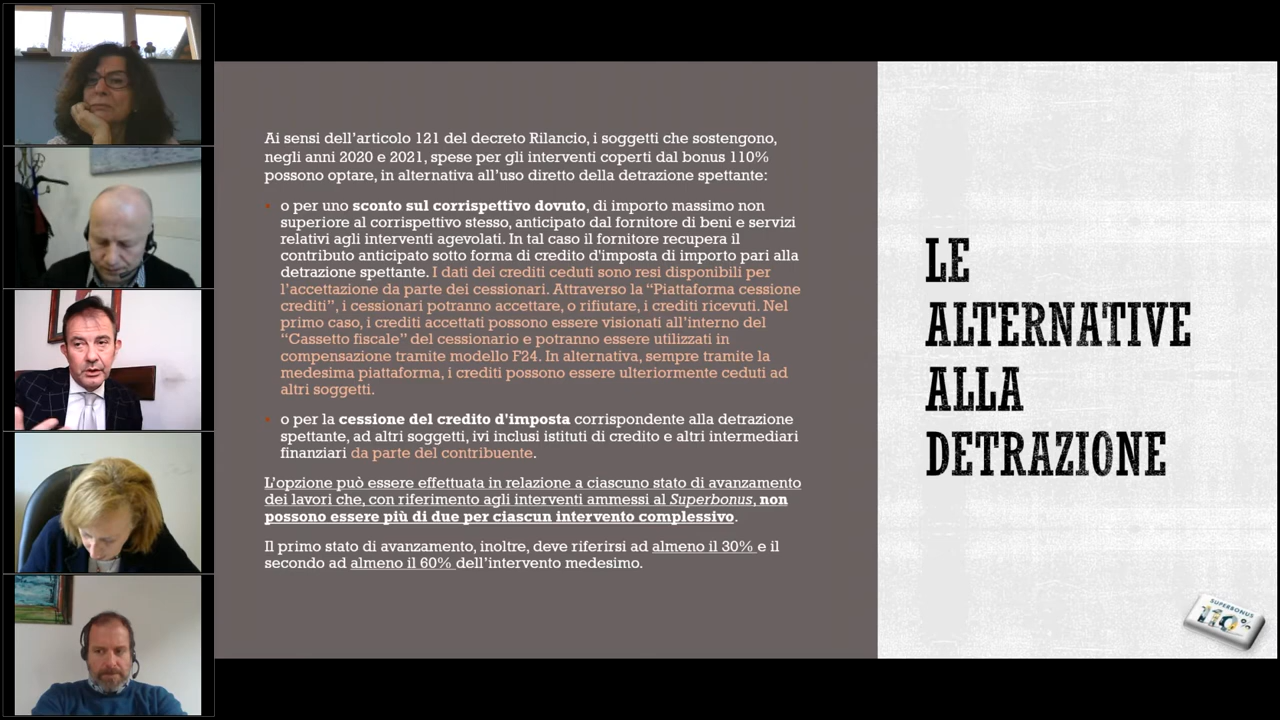 Ai sensi dell'articolo 121 del decreto Rilancio, i soggetti che sostengono,
negli anni 2020 e 2021, spese per gli interventi coperti dal bonus 110%
possono optare, in alternativa all'uso diretto della detrazione spettante:
o per uno sconto sul corrispettivo dovuto, di importo massimo non
superiore al corrispettivo stesso, anticipato dal fornitore di beni e servizi
relativi agli interventi agevolati. In tal caso il fornitore recupera il
contributo anticipato sotto forma di credito d'imposta di importo pari alla
detrazione spettante. I dati dei crediti ceduti sono resi disponibili per
l'accettazione da parte dei cessionari. Attraverso la “Piattaforma cessione
crediti”, i cessionari potranno accettare, o rifiutare, i crediti ricevuti. Nel
primo caso, i crediti accettati possono essere visionati all'interno del
“Cassetto fiscale” del cessionario e potranno essere utilizzati in
compensazione tramite modello F24. In alternativa, sempre tramite la
medesima piattaforma, i crediti possono essere ulteriormente ceduti ad
altri soggetti.
o per la cessione del credito d'imposta corrispondente alla detrazione
spettante, ad altri soggetti, ivi inclusi istituti di credito e altri intermediari
finanziari da parte del contribuente.
L'opzione può essere effettuata in relazione a ciascuno stato di avanzamento
dei lavori che, con riferimento agli interventi ammessi al Superbonus, non
possono essere più di due per ciascun intervento complessivo.
Il primo stato di avanzamento, inoltre, deve riferirsi ad almeno il 30% e il
secondo ad almeno il 60% dell'intervento medesimo.
LE
ALTERNATIVE
ALLA
DETRAZIONE
SUPERBONUS
110%